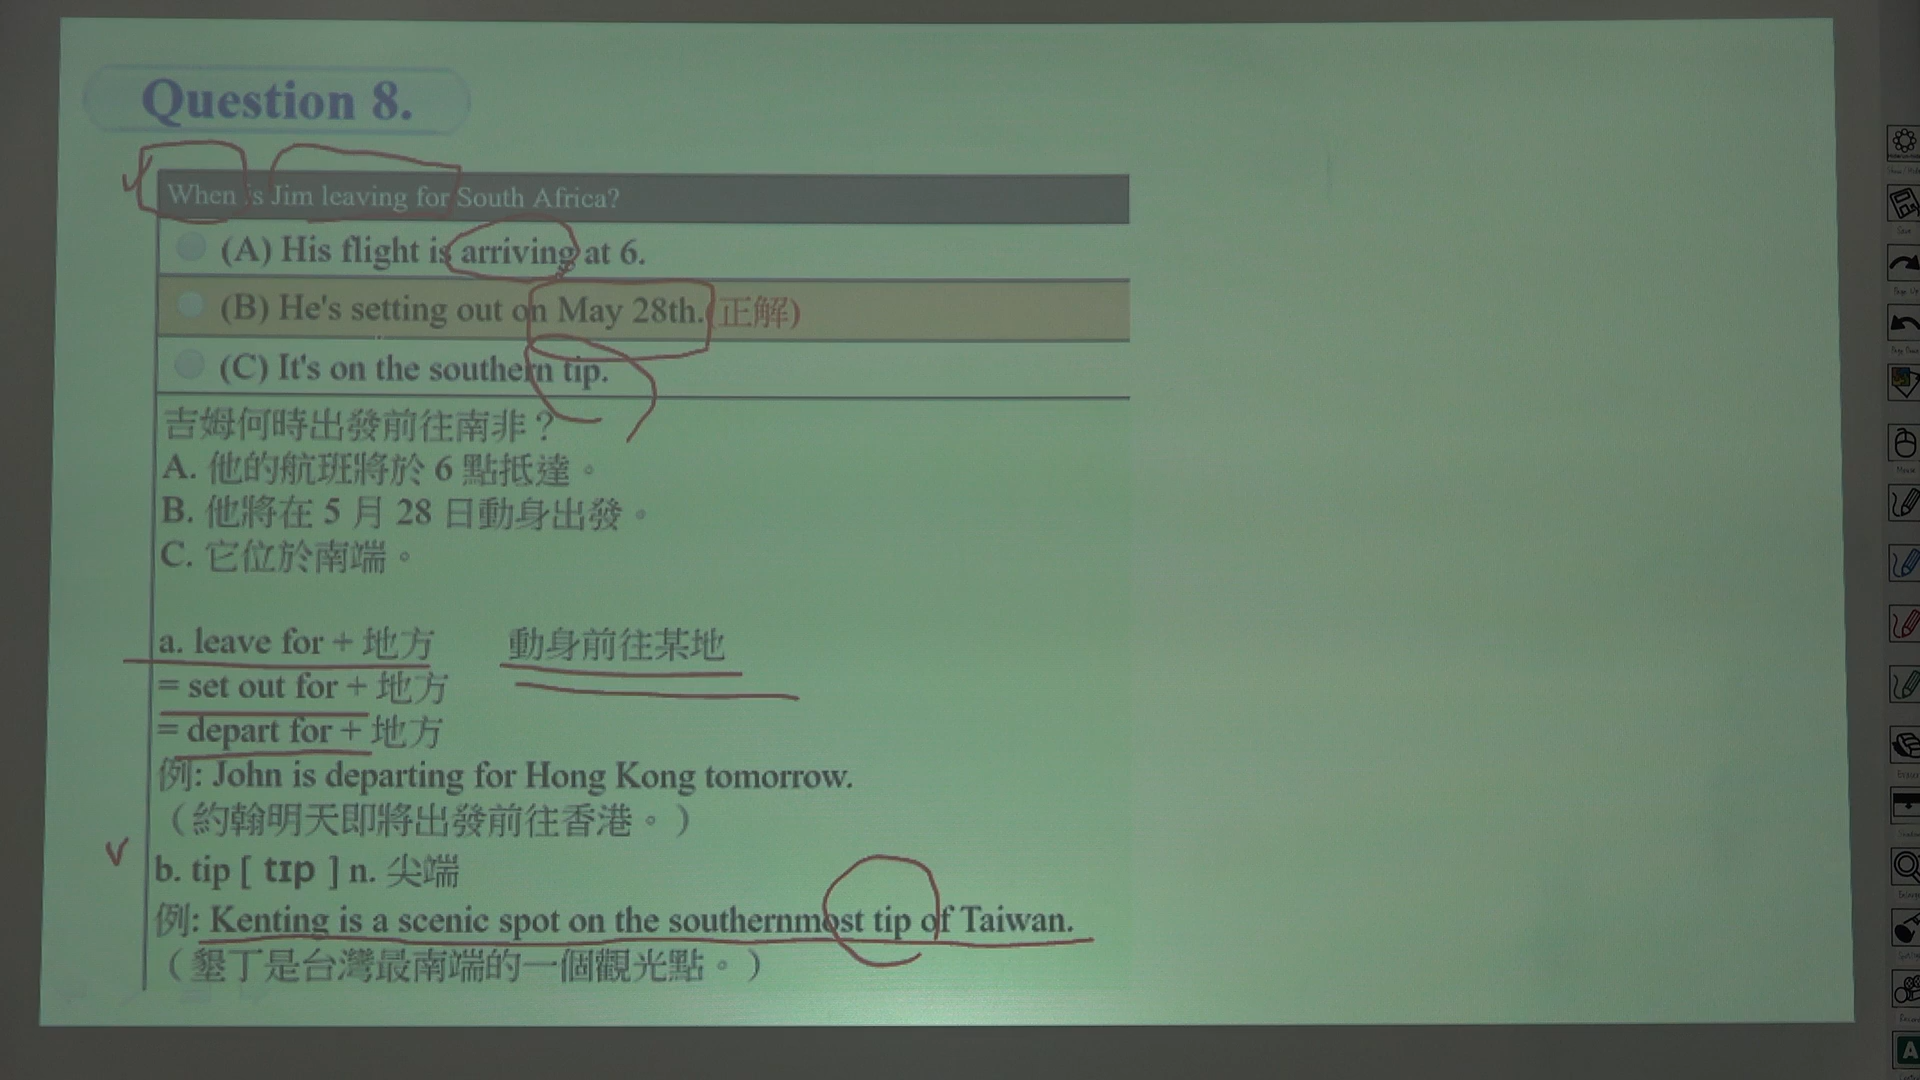 Question 8.
When is Jim leaving for South Africa?
(A) His flight is arriving at 6.
(B) He's setting out on May 28th.(正解)
(C) It's on the southern tip.
吉姆何時出發前往南非？
A. 他的航班將於 6 點抵達。
B. 他將在 5 月 28 日動身出發。
C. 它位於南端。
a. leave for + 地方 動身前往某地
= set out for + 地方
= depart for + 地方
例: John is departing for Hong Kong tomorrow.
（約翰明天即將出發前往香港。）
b. tip [ tɪp ] n. 尖端
例: Kenting is a scenic spot on the southernmost tip of Taiwan.
（墾丁是台灣最南端的一個觀光點。）